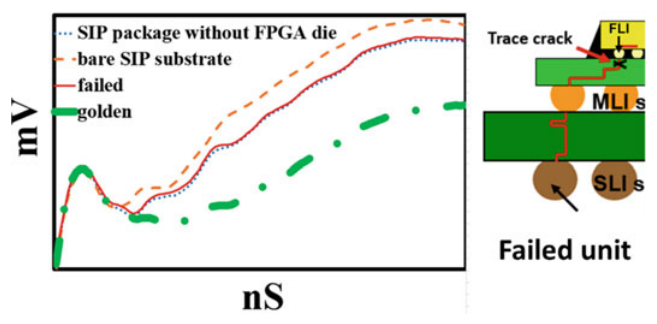 SIP package without FPGA die
bare SIP substrate
failed
golden
mV
nS
FLI
Trace crack
MLI s
SLI s
Failed unit